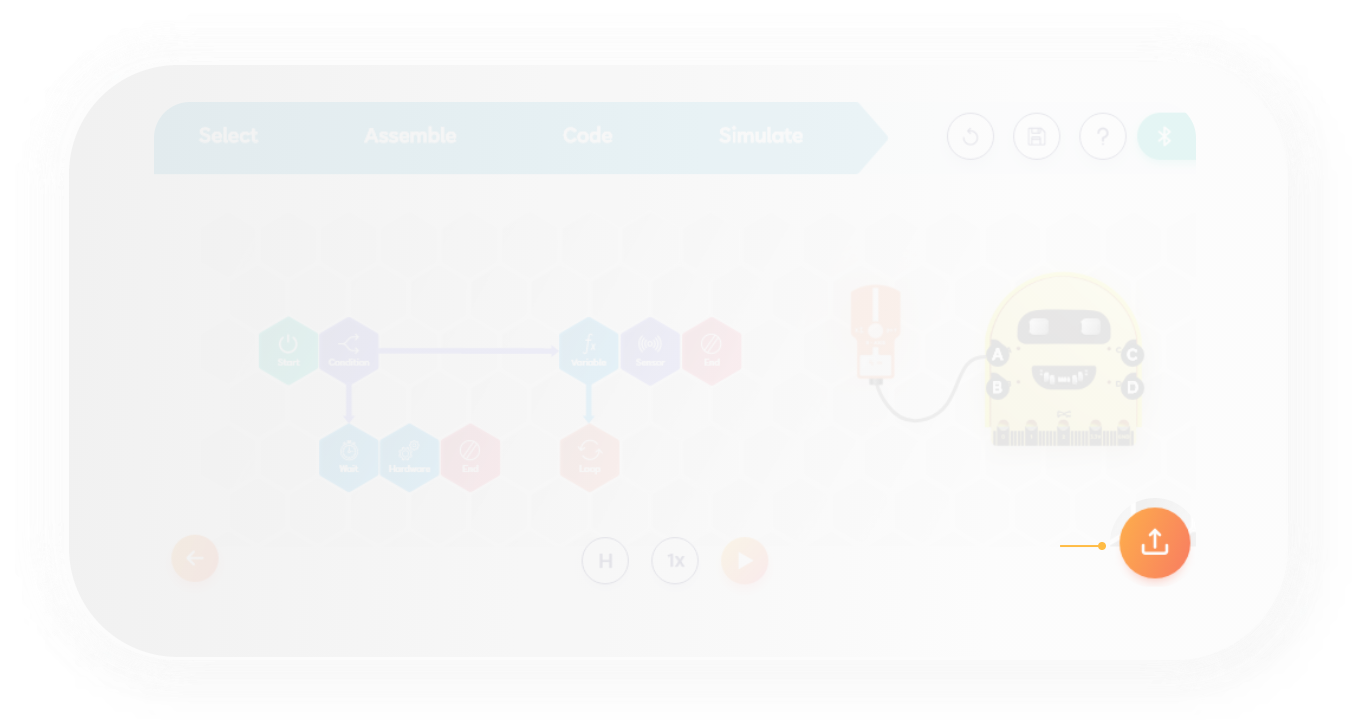 Select Assemble Code Simulate ?
Start Condition Variable Sensor End
A C
B D
Wait Hardware End Loop
H 1x